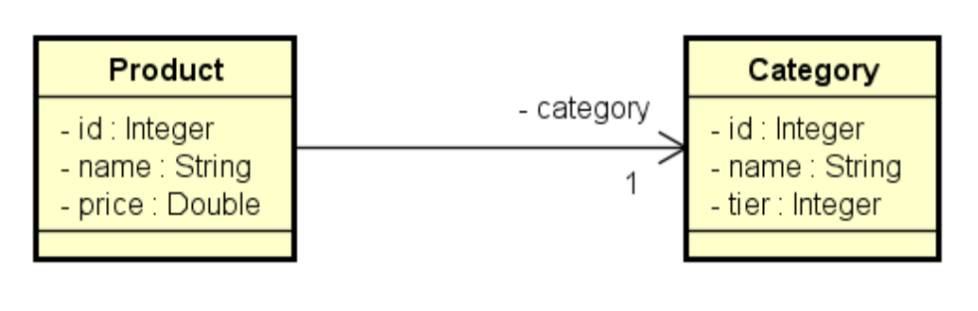 Product
- id : Integer
- name : String
- price : Double
- category
1
Category
- id : Integer
- name : String
- tier : Integer